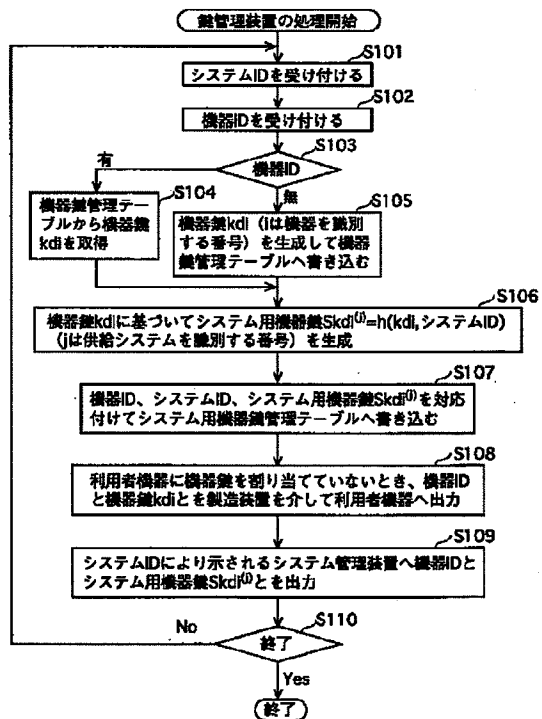 鍵管理装置の処理開始
S101
システムIDを受け付ける
S102
機器IDを受け付ける
S103
機器ID
有
無
S104
機器鍵管理テー
ブルから機器鍵
kdiを取得
S105
機器鍵kdi（iは機器を識別
する番号）を生成して機器
鍵管理テーブルへ書き込む
S106
機器鍵kdiに基づいてシステム用機器鍵Skdi(j)=h(kdi,システムID)
（jは供給システムを識別する番号）を生成
S107
機器ID、システムID、システム用機器鍵Skdi(j)を対応
付けてシステム用機器鍵管理テーブルへ書き込む
S108
利用者機器に機器鍵を割り当てていないとき、機器ID
と機器鍵kdiとを製造装置を介して利用者機器へ出力
S109
システムIDにより示されるシステム管理装置へ機器IDと
システム用機器鍵Skdi(j)とを出力
S110
No
終了
Yes
終了